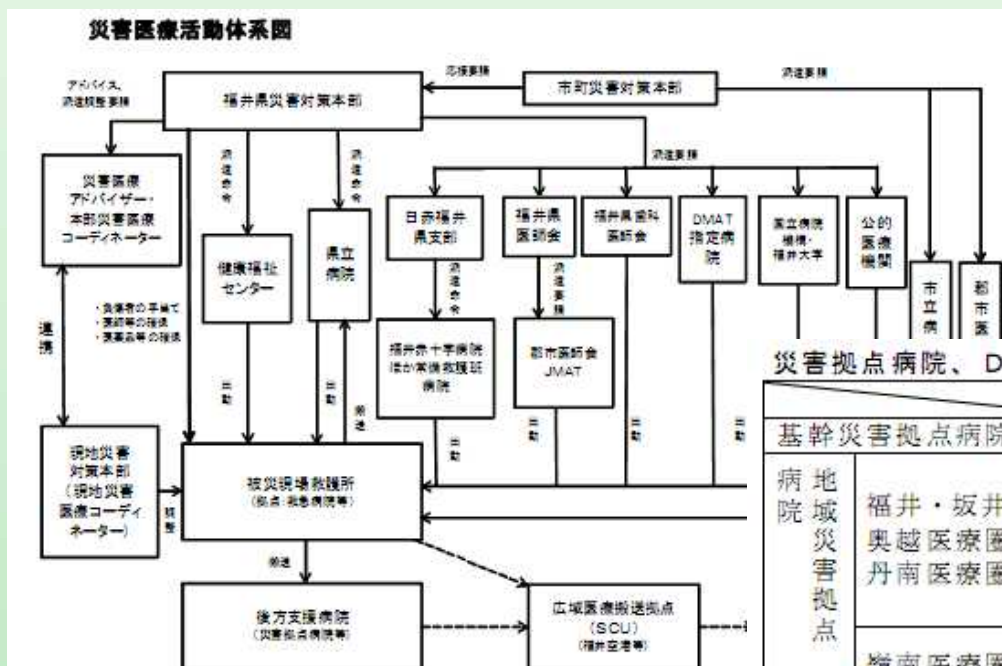 災害医療活動体系図
アドバイス、
派遣調整要請
応援要請
派遣要請
福井県災害対策本部
市町災害対策本部
派遣命令
派遣命令
派遣要請
災害医療
アドバイザー・
本部災害医療
コーディネーター
健康福祉
センター
県立
病院
日赤福井
県支部
福井県
医師会
福井県歯科
医師会
DMAT
指定病
院
国立病院
機構・
福井大学
公的
医療
機関
市立病
郡市医
派遣命令
派遣要請
連携
・負傷者の手当て
・医師等の確保
・医薬品等の確保
福井赤十字病院
ほか常備救護班
病院
郡市医師会
JMAT
出動
出動
搬送
出動
出動
出動
出動
現地災害
対策本部
(現地災害
医療コーディ
ネーター)
調整
被災現場救護所
(拠点:救急病院等)
搬送
後方支援病院
(災害拠点病院等)
広域医療搬送拠点
(SCU)
(福井空港等)
災害拠点病院、D
基幹災害拠点病院
地域災害拠点
病院
福井・坂井
奥越医療圏
丹南医療圏
嶺南医療圏